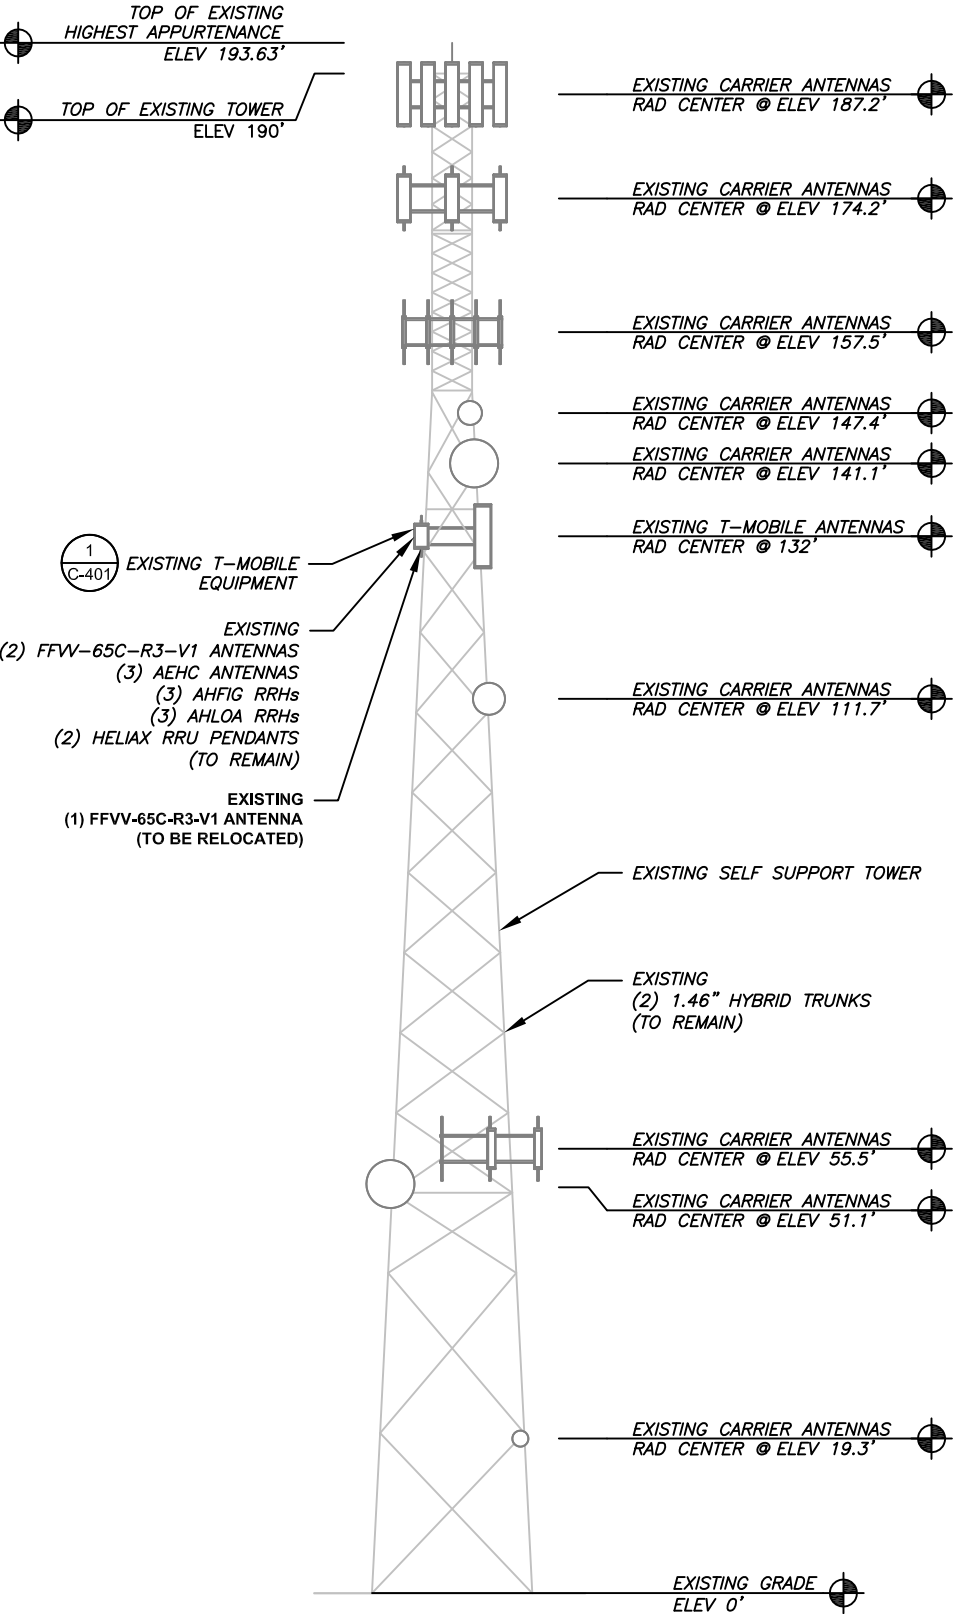 TOP OF EXISTING
HIGHEST APPURTENANCE
ELEV 193.63'
TOP OF EXISTING TOWER
ELEV 190'
EXISTING CARRIER ANTENNAS
RAD CENTER @ ELEV 187.2'
EXISTING CARRIER ANTENNAS
RAD CENTER @ ELEV 174.2'
EXISTING CARRIER ANTENNAS
RAD CENTER @ ELEV 157.5'
EXISTING CARRIER ANTENNAS
RAD CENTER @ ELEV 147.4'
EXISTING CARRIER ANTENNAS
RAD CENTER @ ELEV 141.1'
EXISTING T-MOBILE ANTENNAS
RAD CENTER @ 132'
1
C-401
EXISTING T-MOBILE
EQUIPMENT
EXISTING
(2) FFVV-65C-R3-V1 ANTENNAS
(3) AEHC ANTENNAS
(3) AHFIG RRHs
(3) AHLOA RRHs
(2) HELIAX RRU PENDANTS
(TO REMAIN)
EXISTING
(1) FFVV-65C-R3-V1 ANTENNA
(TO BE RELOCATED)
EXISTING CARRIER ANTENNAS
RAD CENTER @ ELEV 111.7'
EXISTING SELF SUPPORT TOWER
EXISTING
(2) 1.46" HYBRID TRUNKS
(TO REMAIN)
EXISTING CARRIER ANTENNAS
RAD CENTER @ ELEV 55.5'
EXISTING CARRIER ANTENNAS
RAD CENTER @ ELEV 51.1'
EXISTING CARRIER ANTENNAS
RAD CENTER @ ELEV 19.3'
EXISTING GRADE
ELEV 0'